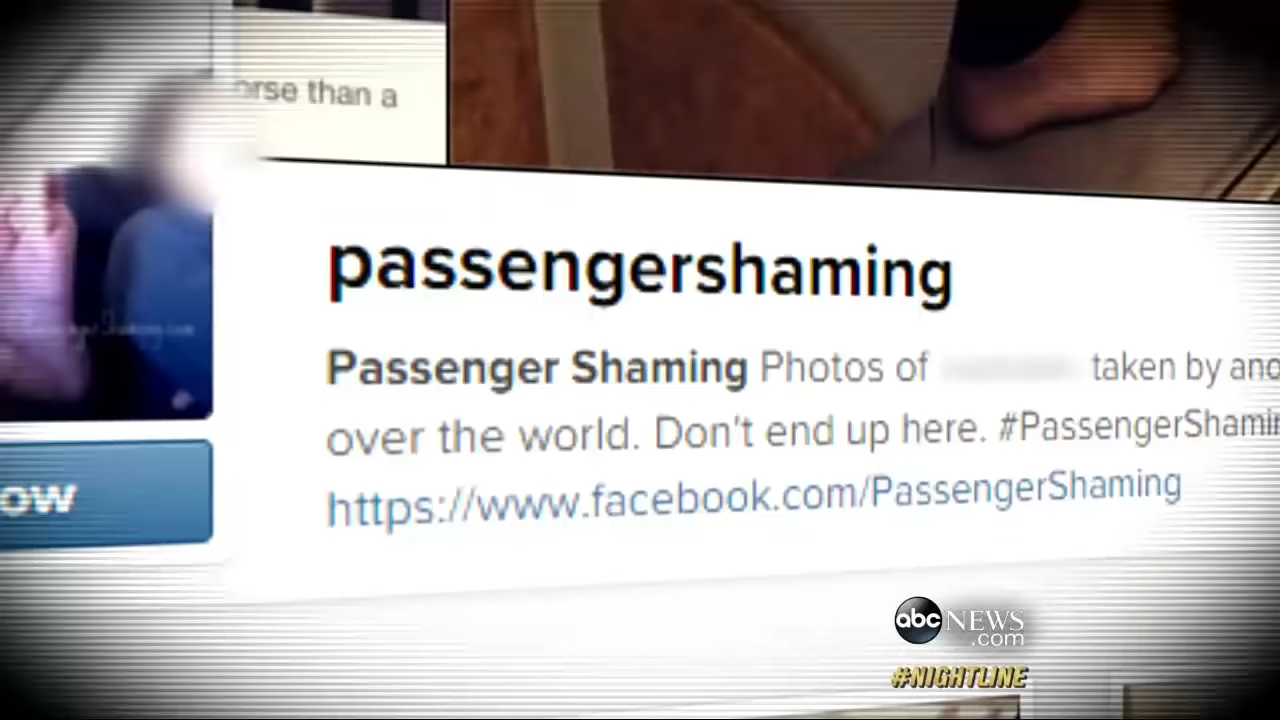 orse than a
passengershaming
Passenger Shaming Photos of taken by and
over the world. Don't end up here. #PassengerShamin
https://www.facebook.com/PassengerShaming
ow
abc NEWS
.com
#NIGHTLINE